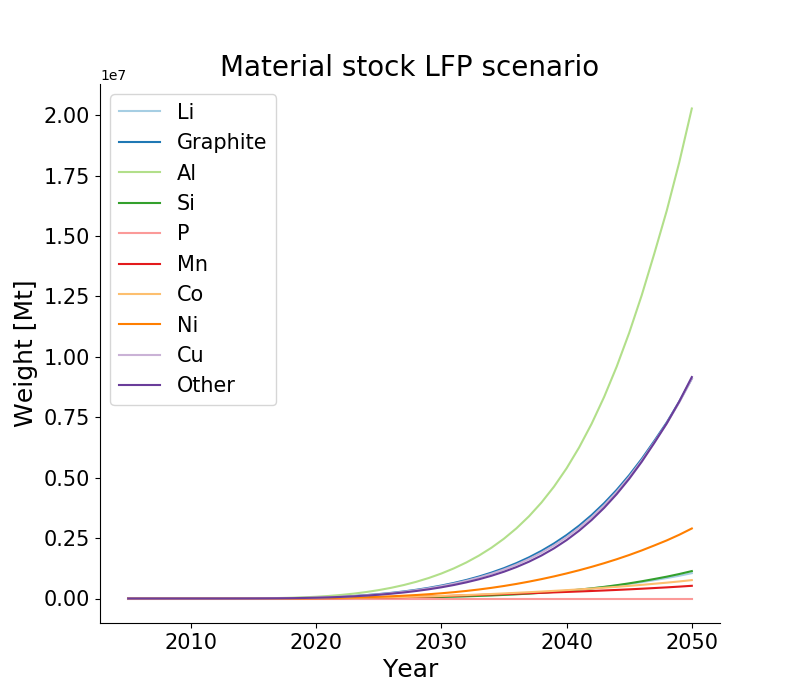 Material stock LFP scenario
1e7
2.00
1.75
1.50
1.25
1.00
0.75
0.50
0.25
0.00
Weight [Mt]
Li
Graphite
Al
Si
P
Mn
Co
Ni
Cu
Other
2010
2020
2030
2040
2050
Year